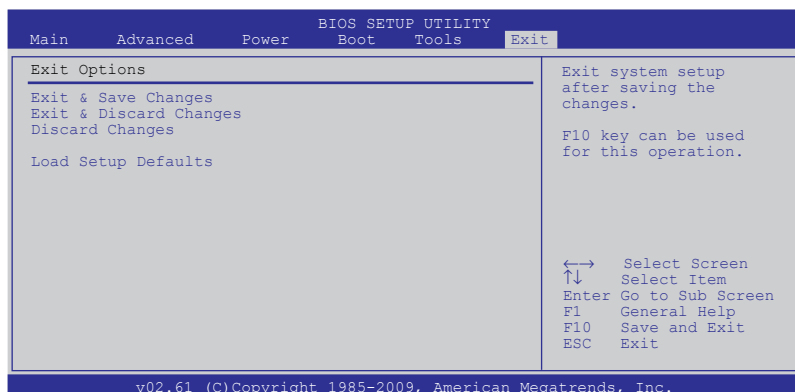 BIOS SETUP UTILITY
Main Advanced Power Boot Tools Exit
Exit Options
Exit & Save Changes
Exit & Discard Changes
Discard Changes
Load Setup Defaults
Exit system setup
after saving the
changes.
F10 key can be used
for this operation.
←→ Select Screen
↑↓ Select Item
Enter Go to Sub Screen
F1 General Help
F10 Save and Exit
ESC Exit
v02.61 (C)Copyright 1985-2009, American Megatrends, Inc.